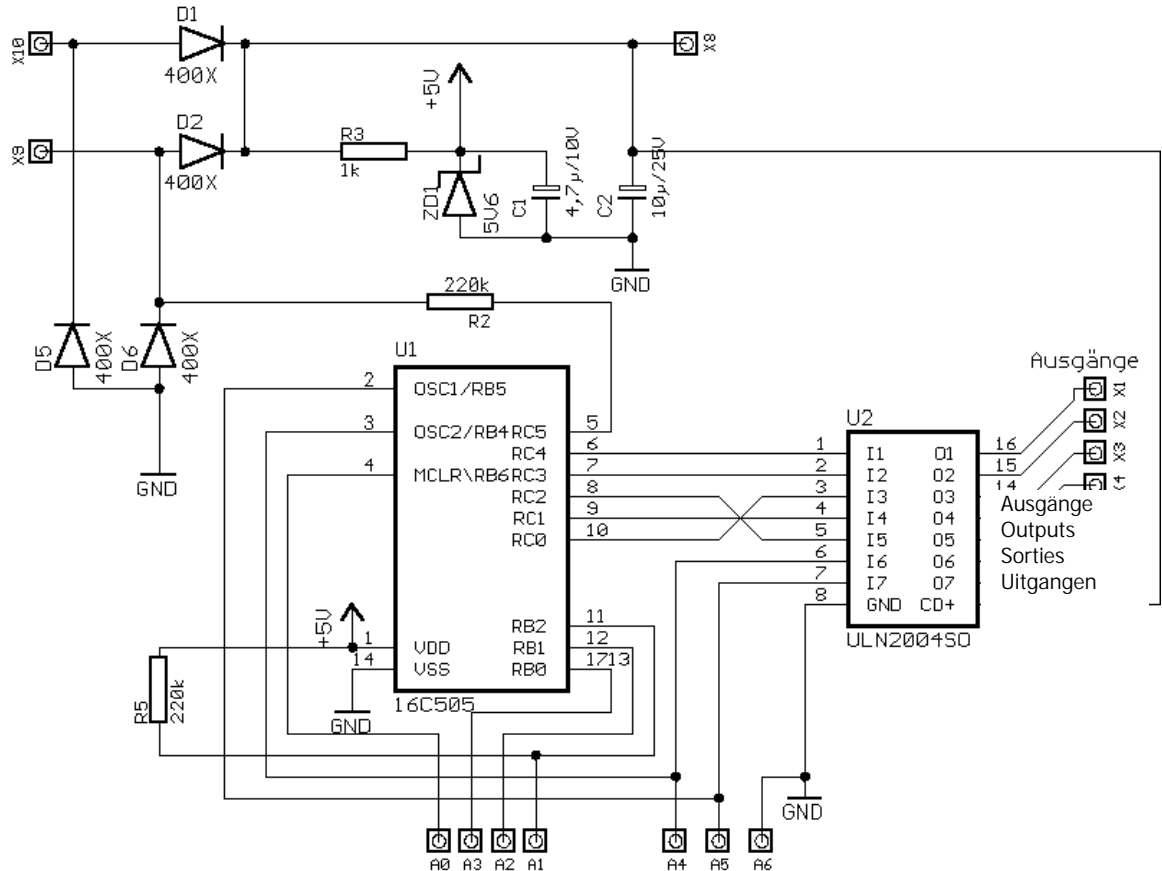 X10
D1
400X
X8
X9
D2
400X
R3
1k
+5V
ZD1
5V6
C1
4,7µ/10V
C2
10µ/25V
GND
220k
R2
D5
400X
D6
400X
GND
U1
2 OSC1/RB5
3 OSC2/RB4 RC5 5
RC4 6
4 MCLR\RB6 RC3 7
RC2 8
RC1 9
RC0 10
RB2 11
1 VDD RB1 12
14 VSS RB0 1713
16C505
+5V
GND
R5
220k
U2
1 I1 O1 16
2 I2 O2 15
3 I3 O3 14
4 I4 O4
5 I5 O5
6 I6 O6
7 I7 O7
8 GND CD+
ULN2004SO
Ausgänge
X1
X2
X3
Ausgänge
Outputs
Sorties
Uitgangen
GND
A0 A3 A2 A1 A4 A5 A6